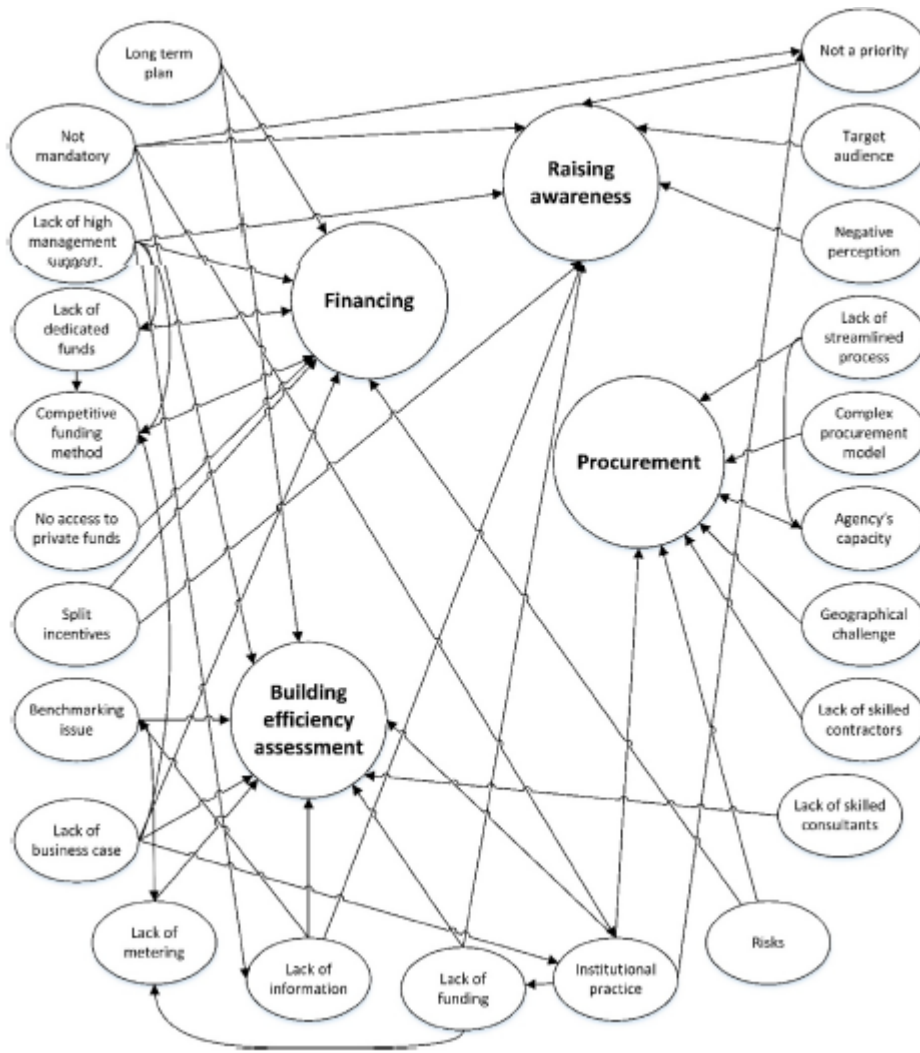 Long term
plan
Not a priority
Not
mandatory
Raising
awareness
Target
audience
Lack of high
management
support
Negative
perception
Financing
Lack of
dedicated
funds
Lack of
streamlined
process
Competitive
funding
method
Procurement
Complex
procurement
model
No access to
private funds
Agency's
capacity
Split
incentives
Geographical
challenge
Benchmarking
issue
Building
efficiency
assessment
Lack of skilled
contractors
Lack of
business case
Lack of skilled
consultants
Lack of
metering
Lack of
information
Lack of
funding
Institutional
practice
Risks